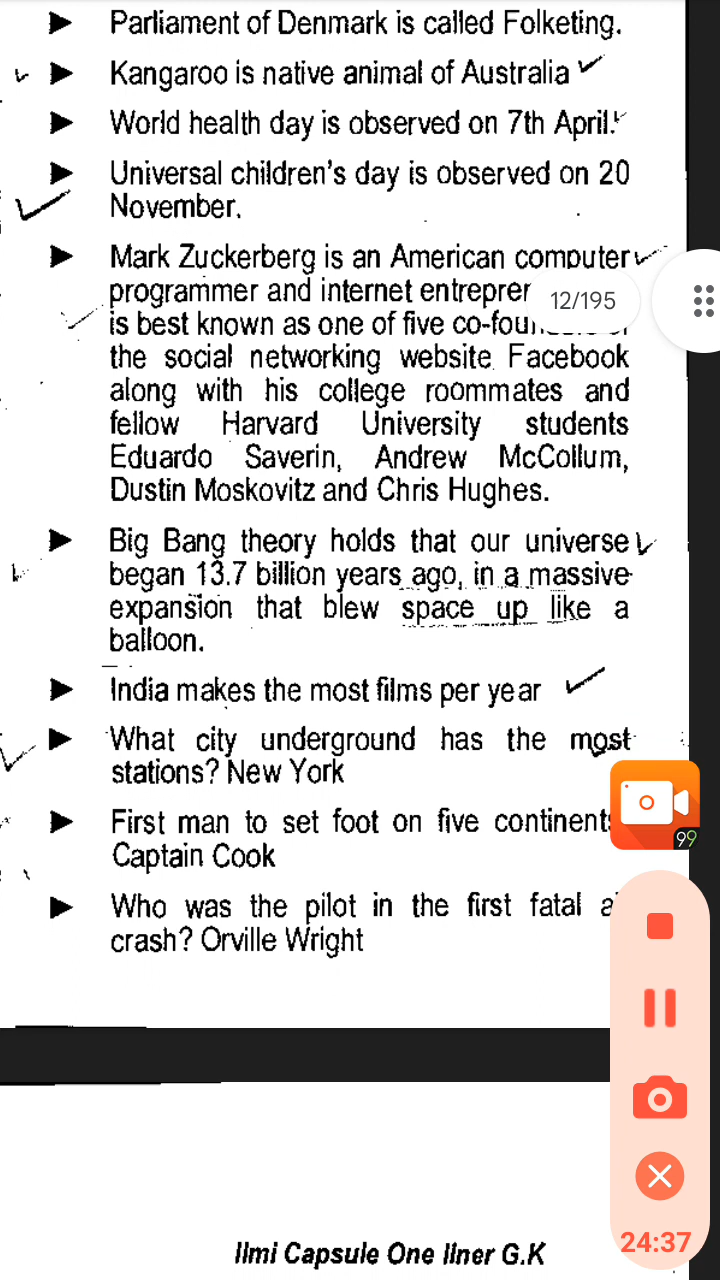 Parliament of Denmark is called Folketing.
Kangaroo is native animal of Australia
World health day is observed on 7th April.
Universal children's day is observed on 20
November.
Mark Zuckerberg is an American computer
programmer and internet
12/195
is best known as one of five
the social networking website Facebook
along with his college roommates and
fellow Harvard University students
Eduardo Saverin, Andrew McCollum,
Dustin Moskovitz and Chris Hughes.
Big Bang theory holds that our universe
began 13.7 billion years ago, in a massive
expansion that blew space up like a
balloon.
India makes the most films per year
What city underground has the most
stations? New York
First man to set foot on five continents
Captain Cook
99
Who was the pilot in the first fatal
crash? Orville Wright
24:37
Ilmi Capsule One liner G.K